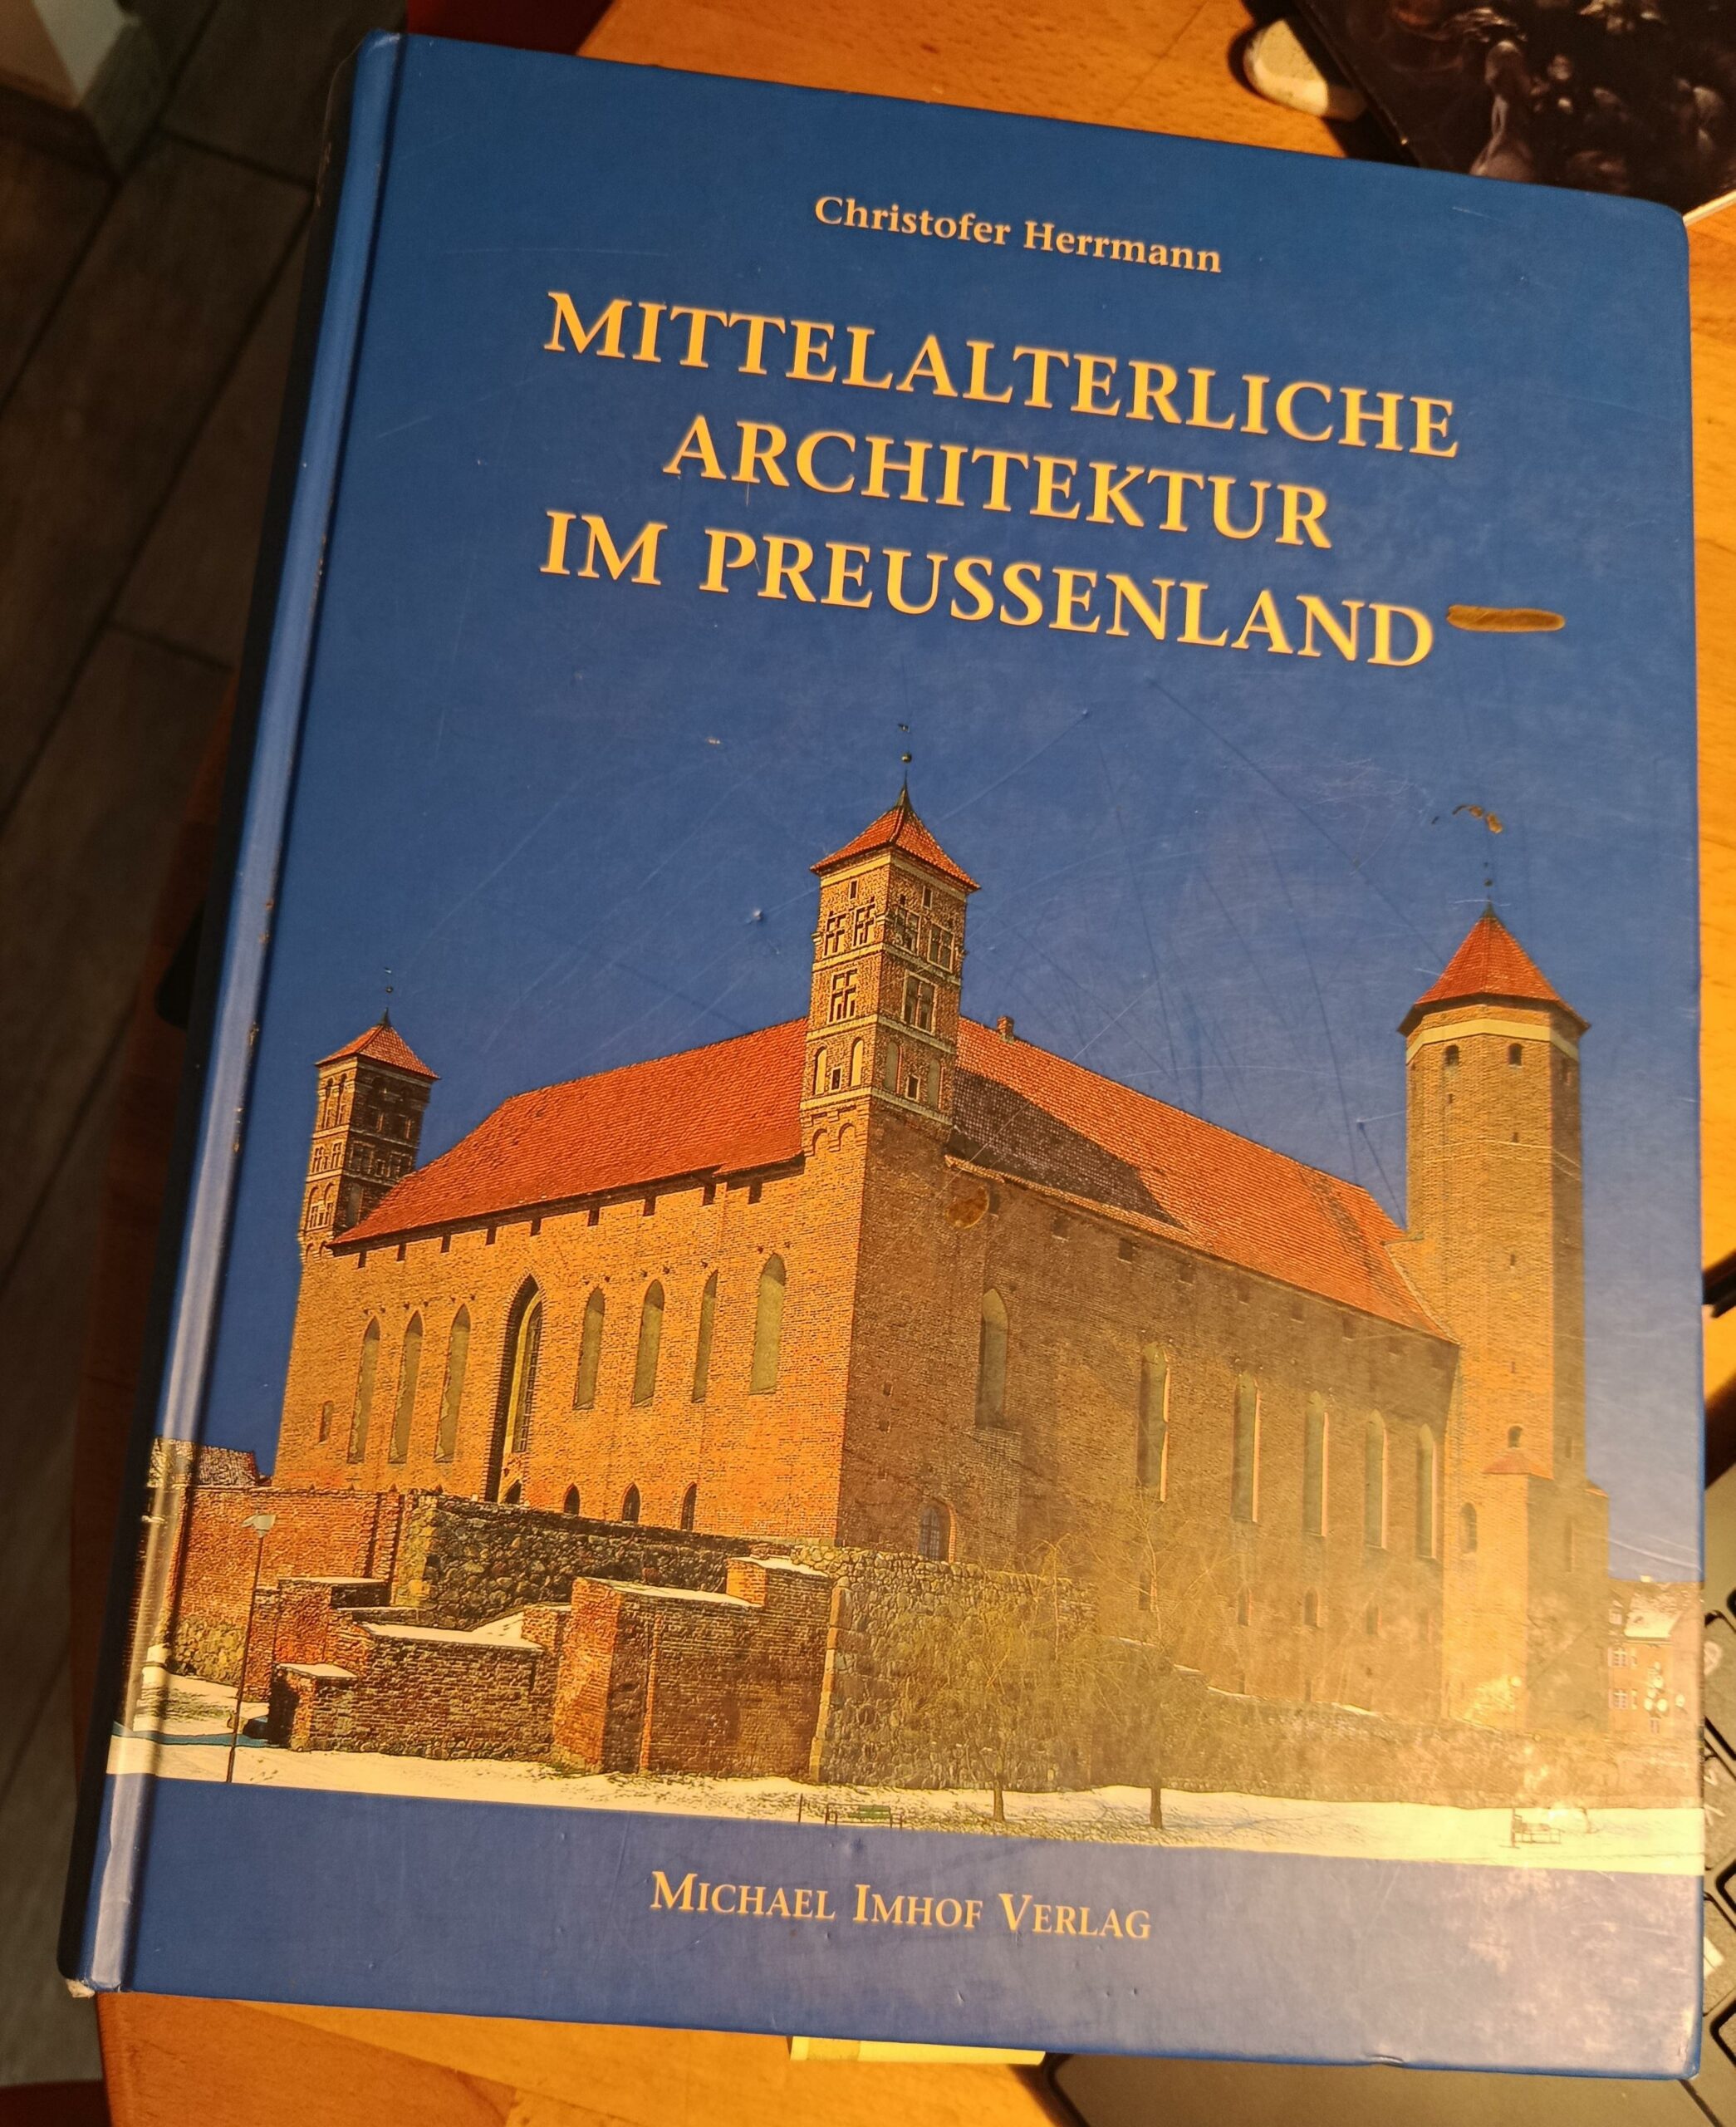 Christofer Herrmann
MITTELALTERLICHE
ARCHITEKTUR
IM PREUSSENLAND
MICHAEL IMHOF VERLAG